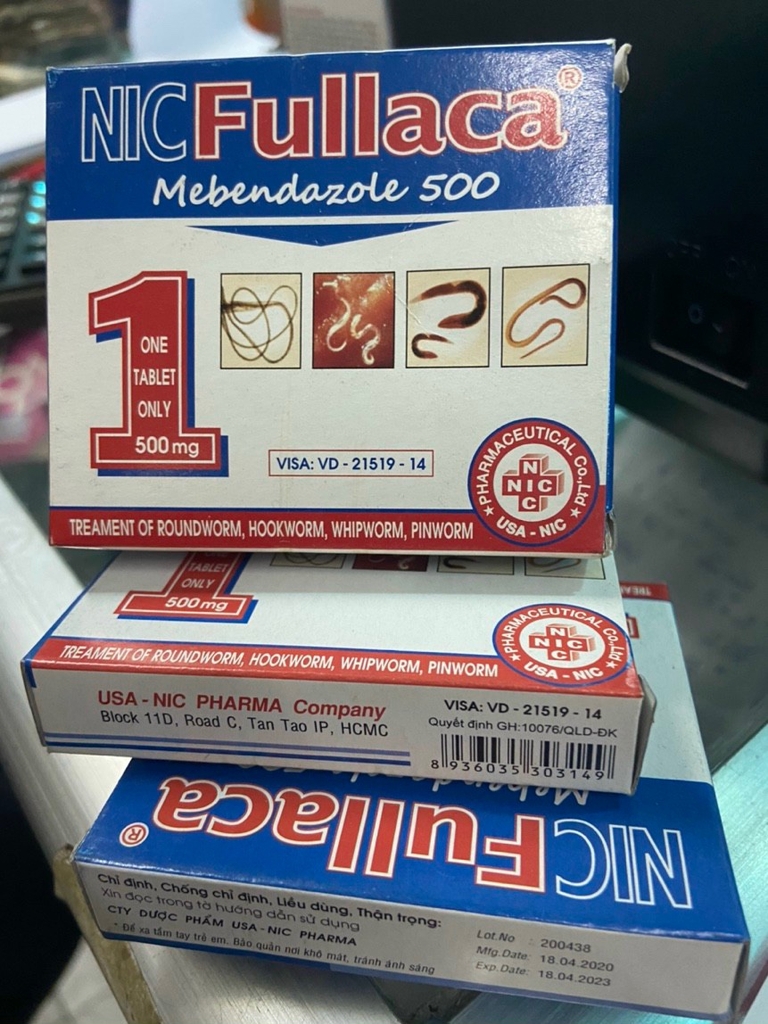 NICFullaca®
Mebendazole 500
1
ONE
TABLET
ONLY
500mg
VISA: VD - 21519 - 14
PHARMACEUTICAL Co.,Ltd
NIC
NIC
USA - NIC
TREAMENT OF ROUNDWORM, HOOKWORM, WHIPWORM, PINWORM
TABLET
ONLY
500mg
PHARMACEUTICAL Co.,Ltd
NIC
NIC
USA - NIC
TREAMENT OF ROUNDWORM, HOOKWORM, WHIPWORM, PINWORM
USA - NIC PHARMA Company
Block 11D, Road C, Tan Tao IP, HCMC
VISA: VD - 21519 - 14
Quyết định GH:10076/QLD-ĐK
8 936035 303149
NICFullaca®
Chỉ định, Chống chỉ định, Liều dùng, Thận trọng:
Xin đọc trong tờ hướng dẫn sử dụng
CTY DƯỢC PHẨM USA - NIC PHARMA
* Để xa tầm tay trẻ em. Bảo quản nơi khô mát, tránh ánh sáng
Lot.No : 200438
Mfg.Date: 18.04.2020
Exp.Date: 18.04.2023